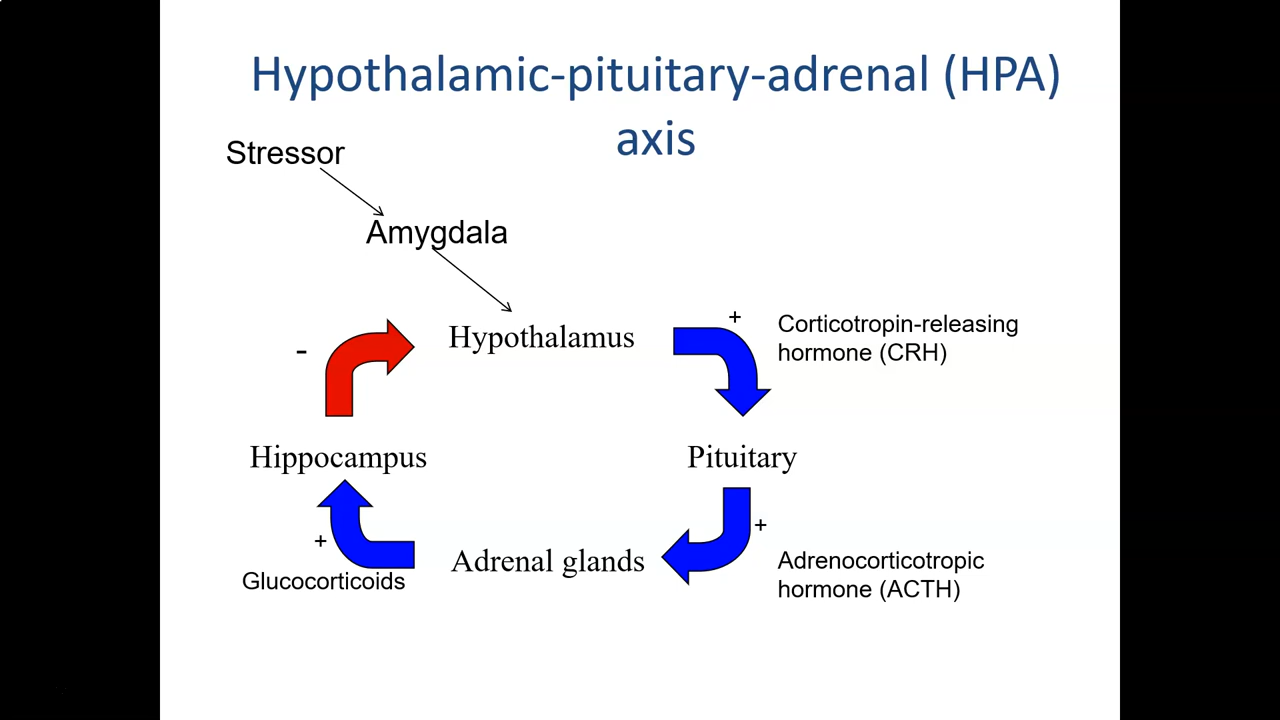 Hypothalamic-pituitary-adrenal (HPA)
axis
Stressor
Amygdala
Hypothalamus
+
Corticotropin-releasing
hormone (CRH)
-
Hippocampus
Pituitary
+
Adrenocorticotropic
hormone (ACTH)
Adrenal glands
+
Glucocorticoids